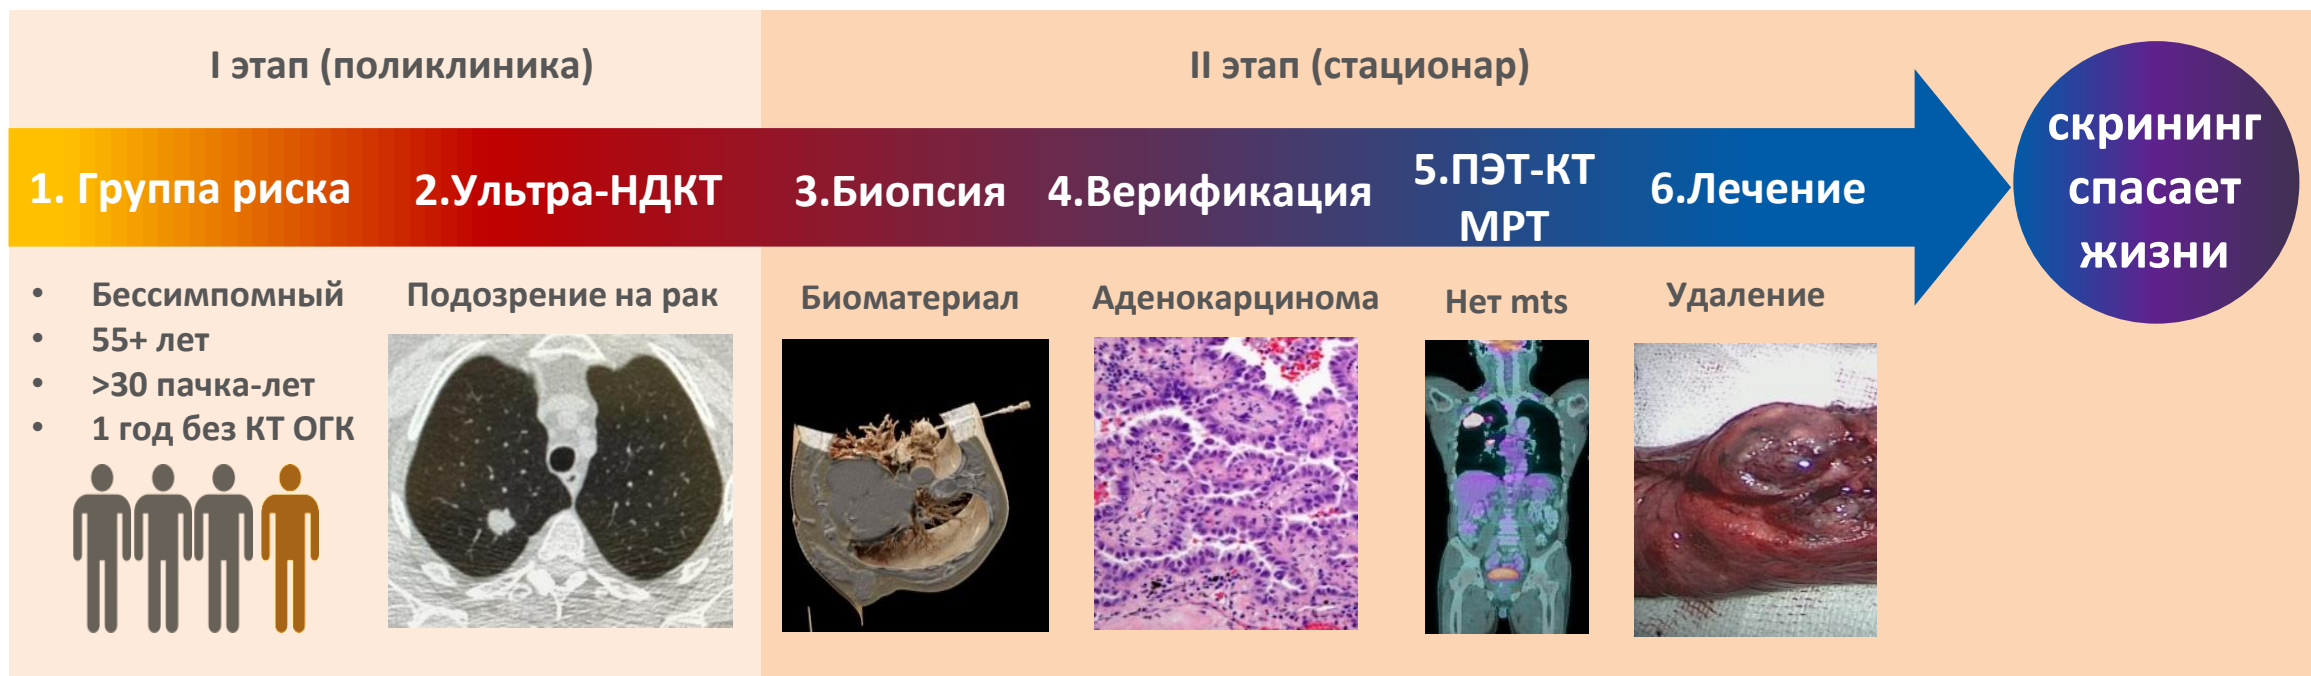 I этап (поликлиника)
II этап (стационар)
1. Группа риска
2.Ультра-НДКТ
3.Биопсия
4.Верификация
5.ПЭТ-КТ
МРТ
6.Лечение
скрининг
спасает
жизни
• Бессимпомный
• 55+ лет
• >30 пачка-лет
• 1 год без КТ ОГК
Подозрение на рак
Биоматериал
Аденокарцинома
Нет mts
Удаление